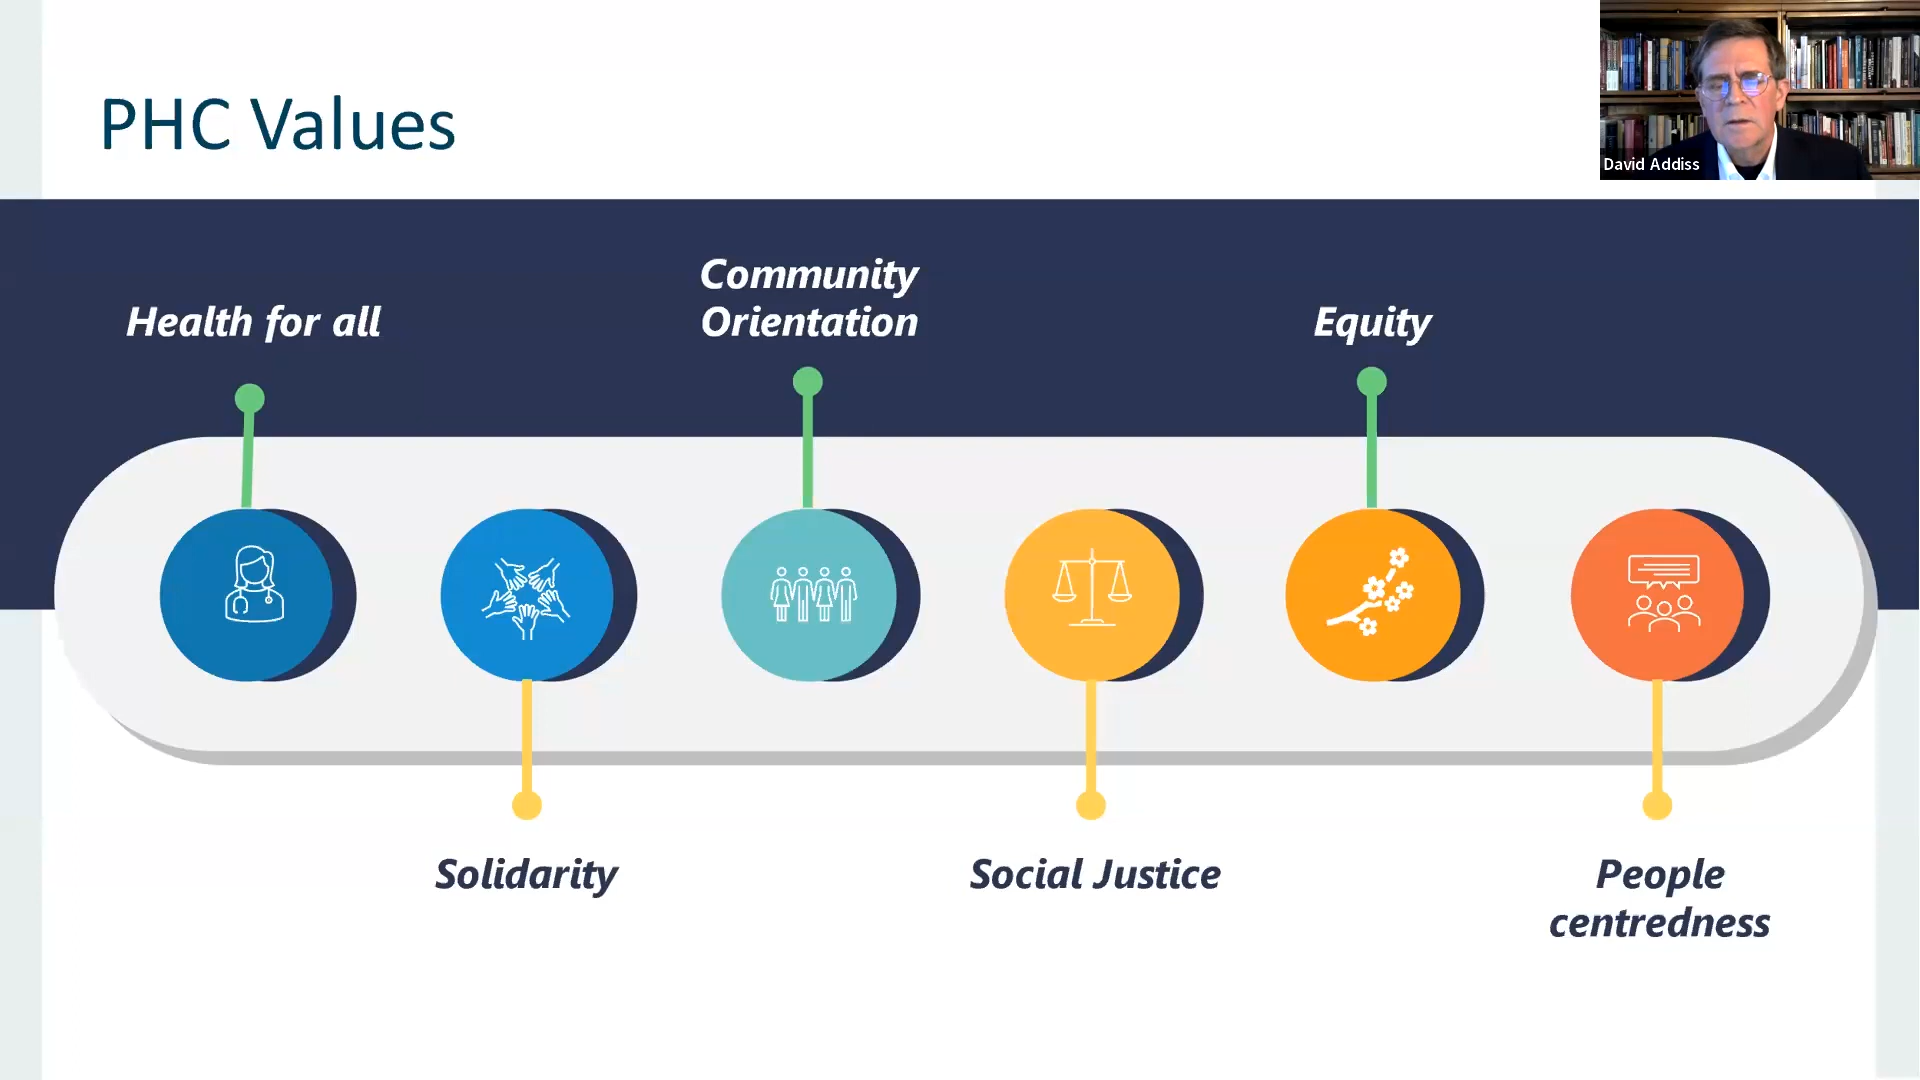 PHC Values
David Addiss
Health for all
Community
Orientation
Equity
Solidarity
Social Justice
People
centredness